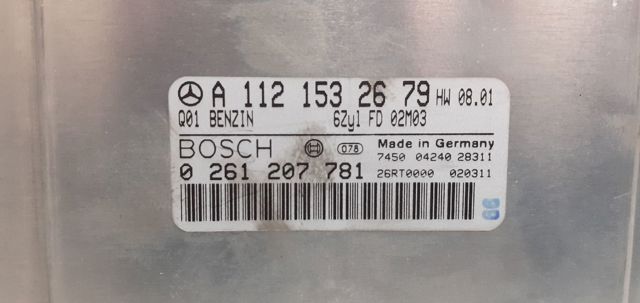 A 112 153 26 79 HW 08.01
Q01 BENZIN 6Zyl FD 02M03
BOSCH 078 Made in Germany
7450 04240 28311
0 261 207 781 26RT0000 020311